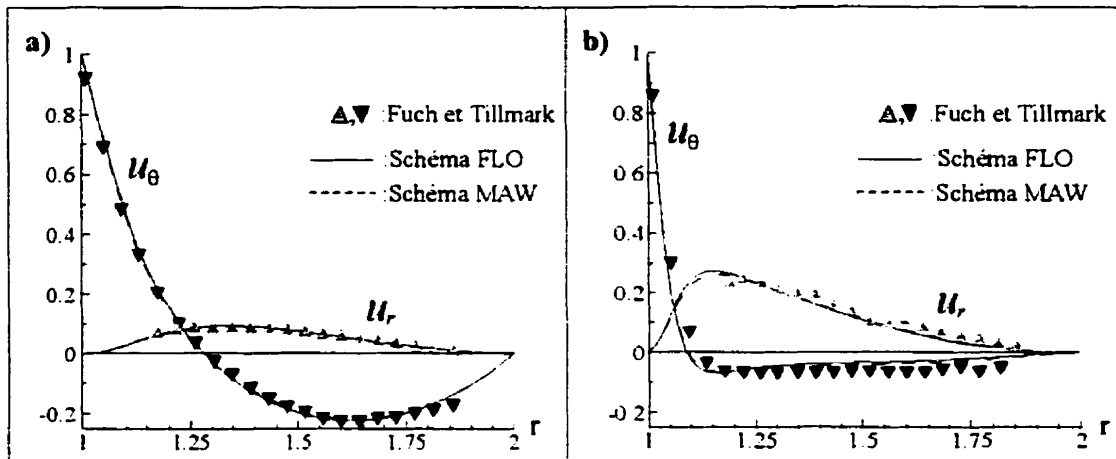 a)
1
0.8
0.6
0.4
0.2
0
-0.2
1
1.25
1.5
1.75
2
r
u_θ
u_r
Fuch et Tillmark
:Schéma FLO
:Schéma MAW
b)
1
0.8
0.6
0.4
0.2
0
-0.2
1
1.25
1.5
1.75
2
r
u_θ
u_r
Fuch et Tillmark
:Schéma FLO
:Schéma MAW